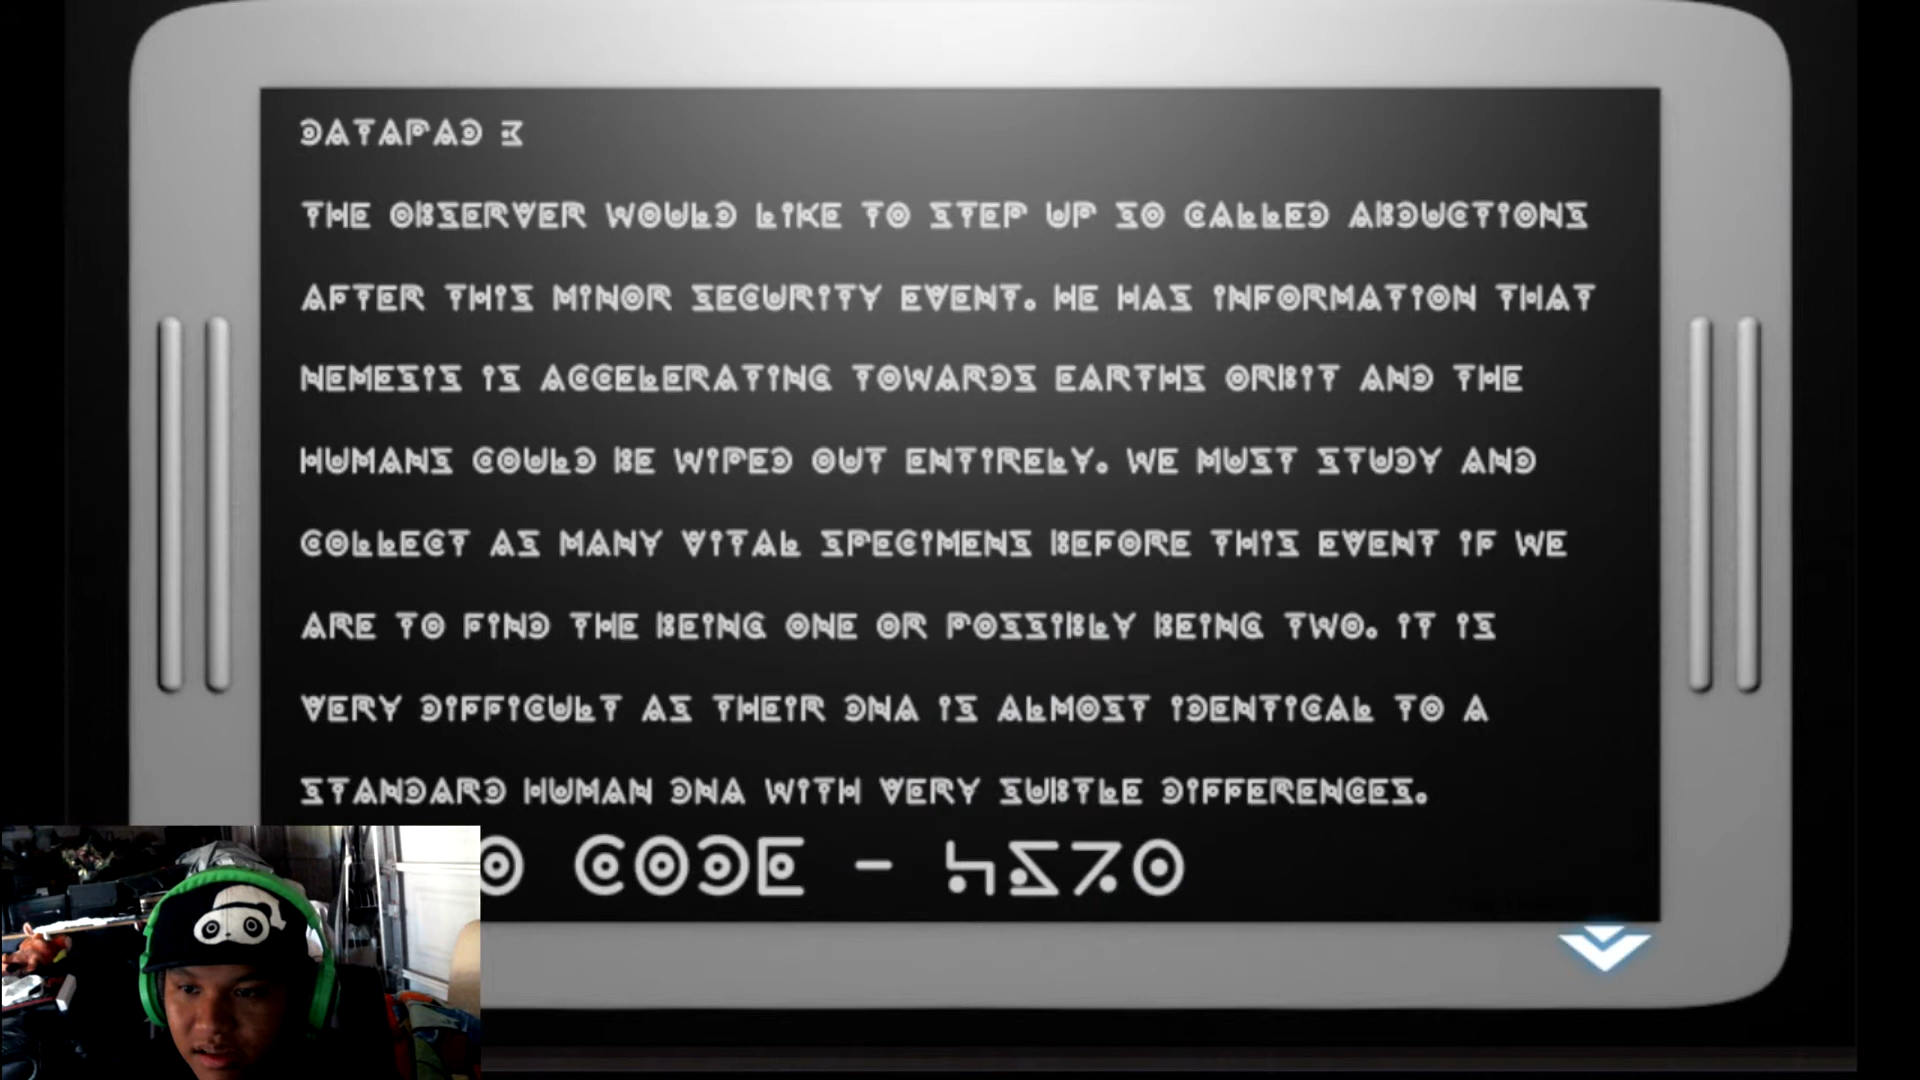 DATAPAD 3
THE OBSERVER WOULD LIKE TO STEP UP SO CALLED ABDUCTIONS
AFTER THIS MINOR SECURITY EVENT. HE HAS INFORMATION THAT
NEMESIS IS ACCELERATING TOWARDS EARTHS ORBIT AND THE
HUMANS COULD BE WIPED OUT ENTIRELY. WE MUST STUDY AND
COLLECT AS MANY VITAL SPECIMENS BEFORE THIS EVENT IF WE
ARE TO FIND THE BEING ONE OR POSSIBLY BEING TWO. IT IS
VERY DIFFICULT AS THEIR DNA IS ALMOST IDENTICAL TO A
STANDARD HUMAN DNA WITH VERY SUBTLE DIFFERENCES.
CODE -